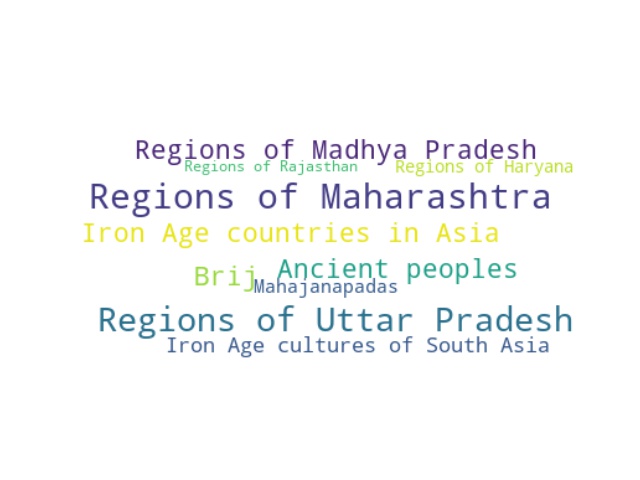 Regions of Madhya Pradesh
Regions of Rajasthan
Regions of Haryana
Regions of Maharashtra
Iron Age countries in Asia
Ancient peoples
Brij
Mahajanapadas
Regions of Uttar Pradesh
Iron Age cultures of South Asia